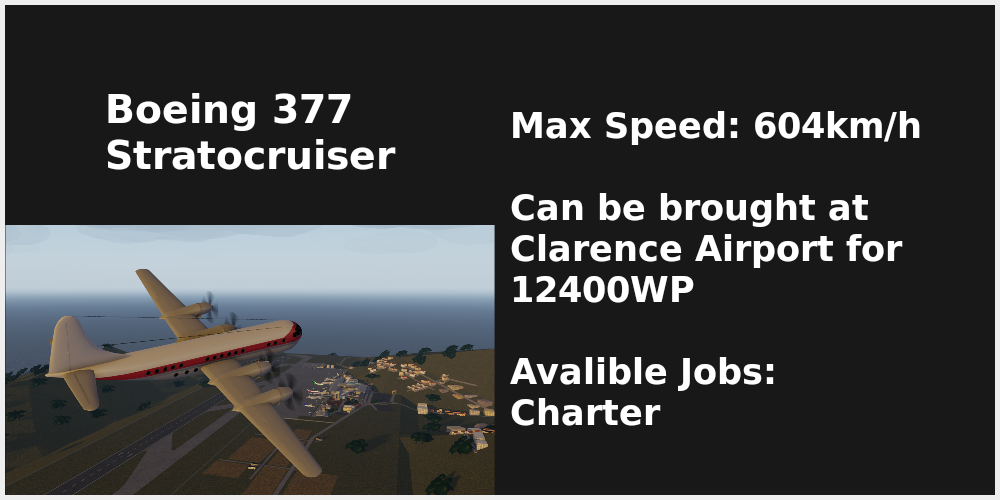 Boeing 377
Stratocruiser
Max Speed: 604km/h
Can be brought at
Clarence Airport for
12400WP
Avalible Jobs:
Charter